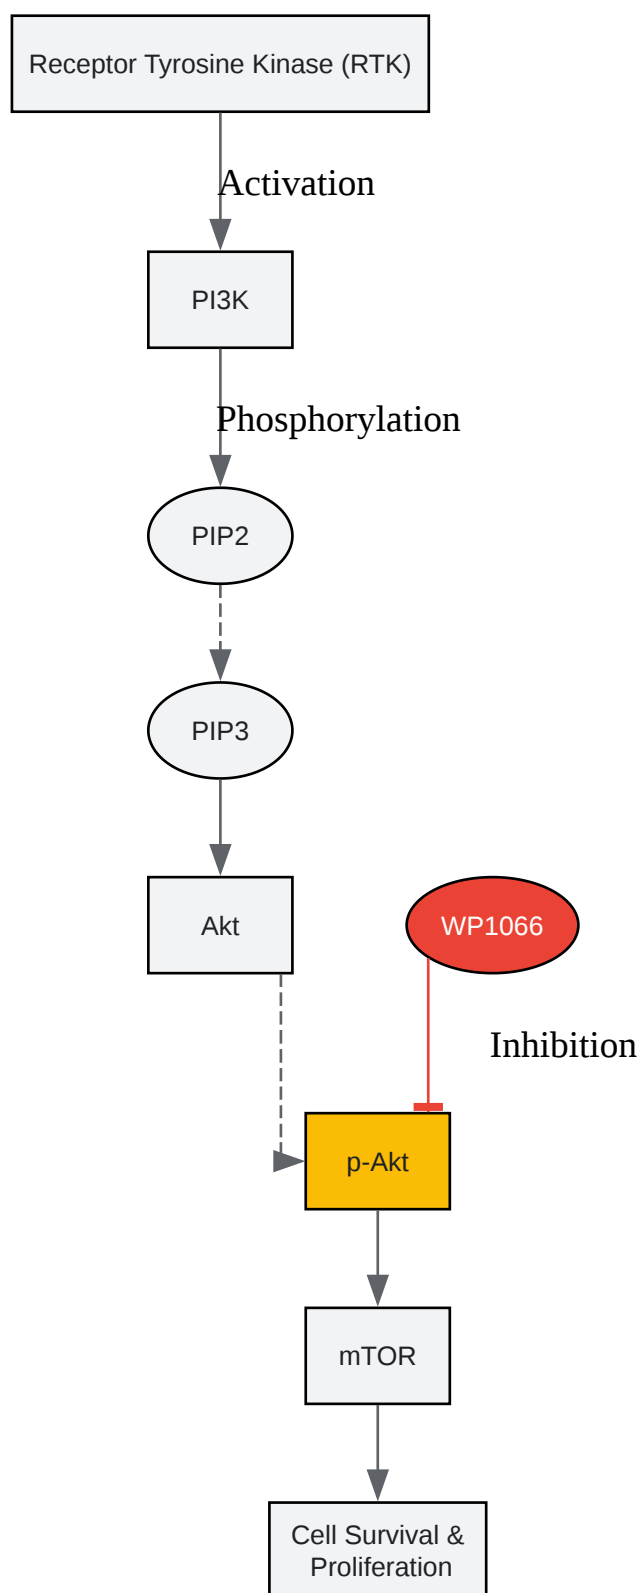 Receptor Tyrosine Kinase (RTK)
Activation
PI3K
Phosphorylation
PIP2
PIP3
Akt
WP1066
Inhibition
p-Akt
mTOR
Cell Survival &
Proliferation